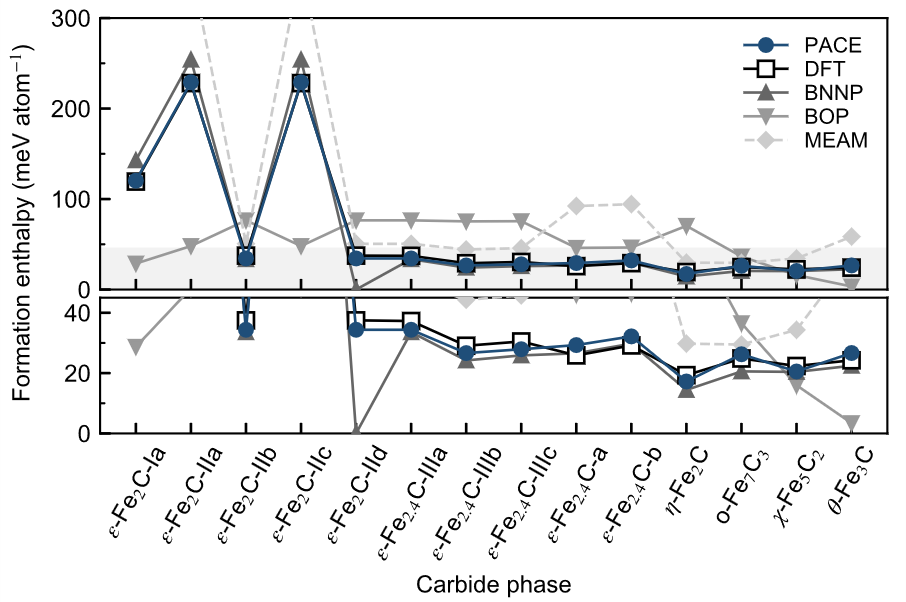 Formation enthalpy (meV atom⁻¹)
300
200
100
0
40
20
0
PACE
DFT
BNNP
BOP
MEAM
ε-Fe₂C-Ia
ε-Fe₂C-IIa
ε-Fe₂C-IIb
ε-Fe₂C-IIc
ε-Fe₂C-IId
ε-Fe₂.₄C-IIIa
ε-Fe₂.₄C-IIIb
ε-Fe₂.₄C-IIIc
ε-Fe₂.₄C-a
ε-Fe₂.₄C-b
η-Fe₂C
o-Fe₇C₃
χ-Fe₅C₂
θ-Fe₃C
Carbide phase